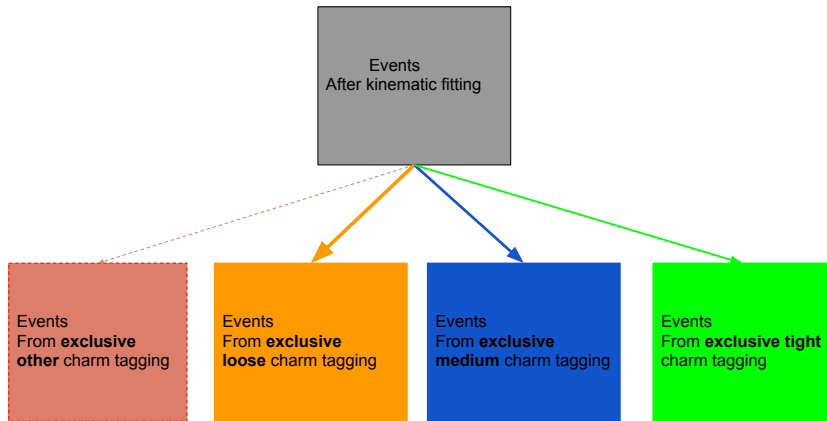 Events
After kinematic fitting
Events
From exclusive
other charm tagging
Events
From exclusive
loose charm tagging
Events
From exclusive
medium charm tagging
Events
From exclusive tight
charm tagging